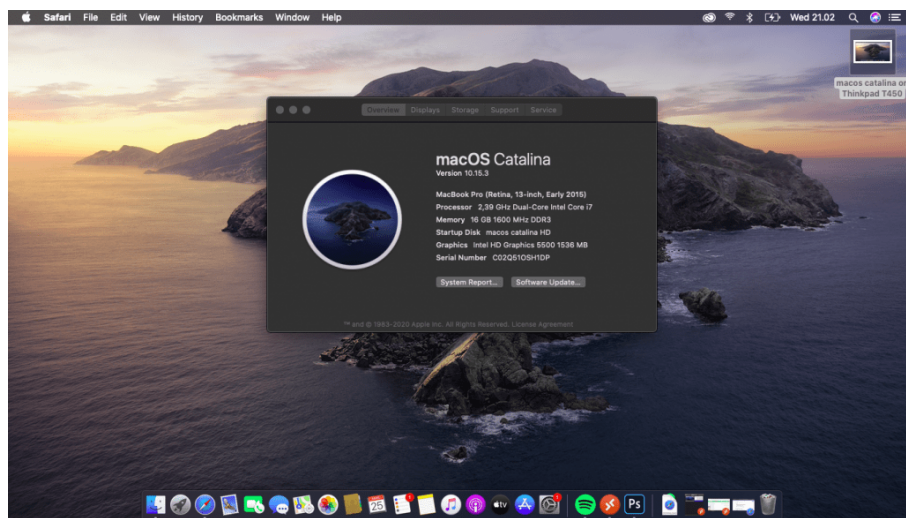 Safari File Edit View History Bookmarks Window Help Wed 21.02
macos catalina on
Thinkpad T450
Overview Displays Storage Support Service
macOS Catalina
Version 10.15.3
MacBook Pro (Retina, 13-inch, Early 2015)
Processor 2,39 GHz Dual-Core Intel Core i7
Memory 16 GB 1600 MHz DDR3
Startup Disk macos catalina HD
Graphics Intel HD Graphics 5500 1536 MB
Serial Number C02Q51OSH1DP
System Report... Software Update...
™ and © 1983-2020 Apple Inc. All Rights Reserved. License Agreement
25 tv Ps